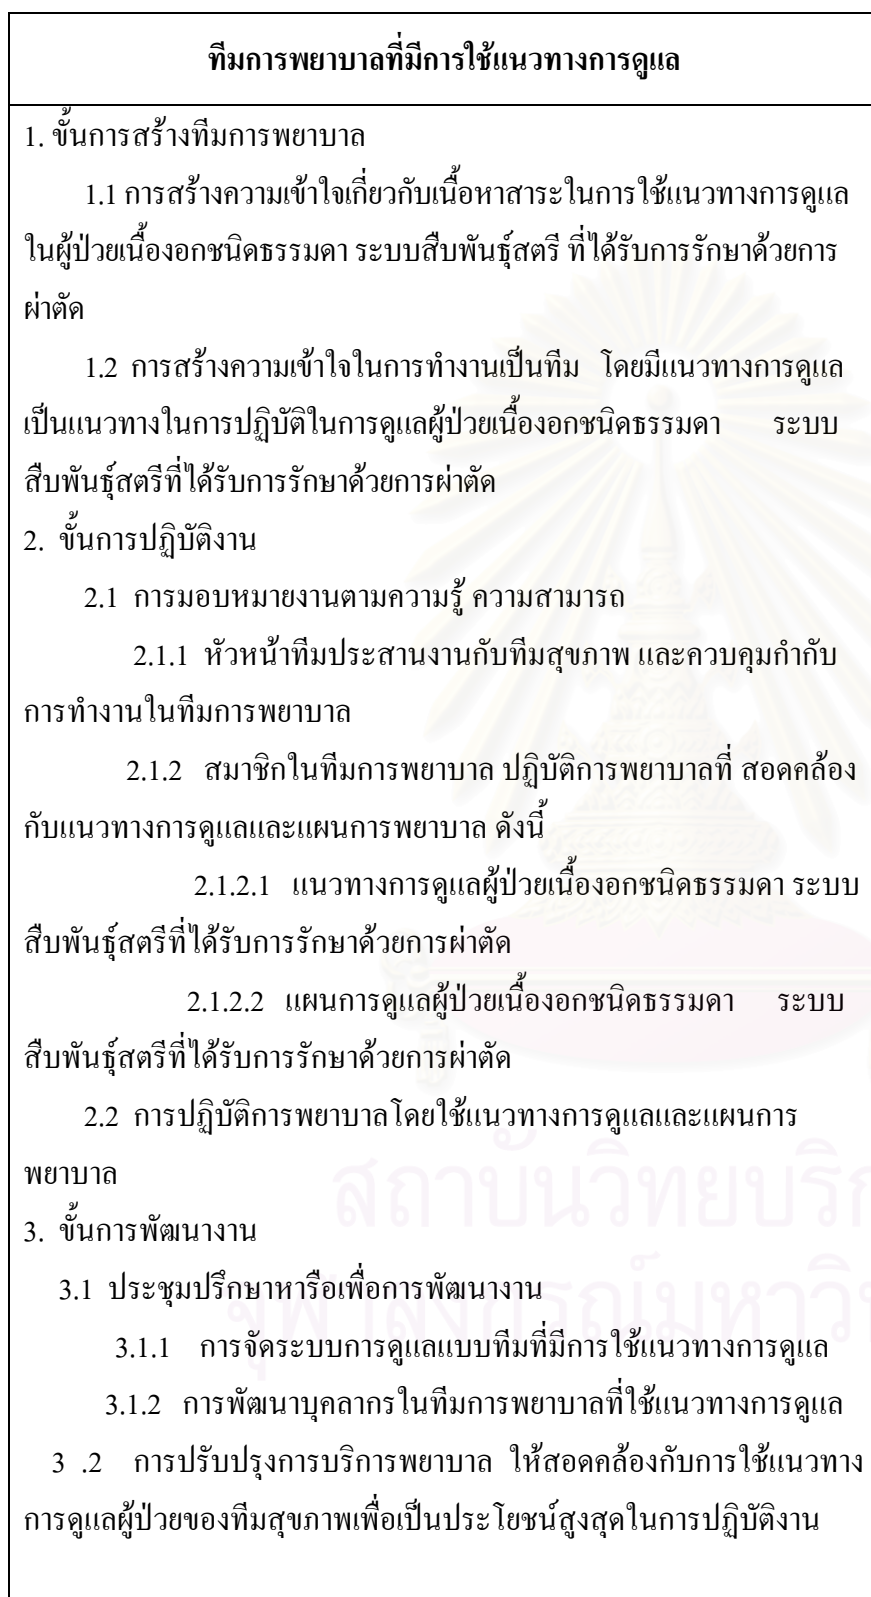 ทีมการพยาบาลที่มีการใช้แนวทางการดูแล
1. ขั้นการสร้างทีมการพยาบาล
1.1 การสร้างความเข้าใจเกี่ยวกับเนื้อหาสาระในการใช้แนวทางการดูแล
ในผู้ป่วยเนื้องอกชนิดธรรมดา ระบบสืบพันธุ์สตรี ที่ได้รับการรักษาด้วยการ
ผ่าตัด
1.2 การสร้างความเข้าใจในการทำงานเป็นทีม โดยมีแนวทางการดูแล
เป็นแนวทางในการปฏิบัติในการดูแลผู้ป่วยเนื้องอกชนิดธรรมดา ระบบ
สืบพันธุ์สตรีที่ได้รับการรักษาด้วยการผ่าตัด
2. ขั้นการปฏิบัติงาน
2.1 การมอบหมายงานตามความรู้ ความสามารถ
2.1.1 หัวหน้าทีมประสานงานกับทีมสุขภาพ และควบคุมกำกับ
การทำงานในทีมการพยาบาล
2.1.2 สมาชิกในทีมการพยาบาล ปฏิบัติการพยาบาลที่ สอดคล้อง
กับแนวทางการดูแลและแผนการพยาบาล ดังนี้
2.1.2.1 แนวทางการดูแลผู้ป่วยเนื้องอกชนิดธรรมดา ระบบ
สืบพันธุ์สตรีที่ได้รับการรักษาด้วยการผ่าตัด
2.1.2.2 แผนการดูแลผู้ป่วยเนื้องอกชนิดธรรมดา ระบบ
สืบพันธุ์สตรีที่ได้รับการรักษาด้วยการผ่าตัด
2.2 การปฏิบัติการพยาบาลโดยใช้แนวทางการดูแลและแผนการ
พยาบาล
สถาบันวิทยบริก
3. ขั้นการพัฒนางาน
3.1 ประชุมปรึกษาหารือเพื่อการพัฒนางาน
จุฬาลงกรณ์มหาวิท
3.1.1 การจัดระบบการดูแลแบบทีมที่มีการใช้แนวทางการดูแล
3.1.2 การพัฒนาบุคลากรในทีมการพยาบาลที่ใช้แนวทางการดูแล
3 .2 การปรับปรุงการบริการพยาบาล ให้สอดคล้องกับการใช้แนวทาง
การดูแลผู้ป่วยของทีมสุขภาพเพื่อเป็นประโยชน์สูงสุดในการปฏิบัติงาน